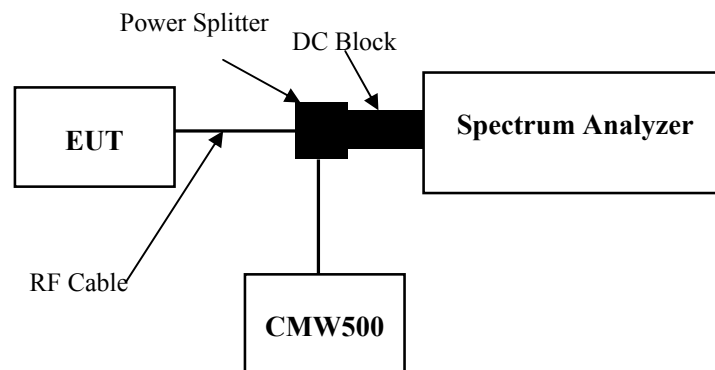 Power Splitter
DC Block
EUT
Spectrum Analyzer
RF Cable
CMW500